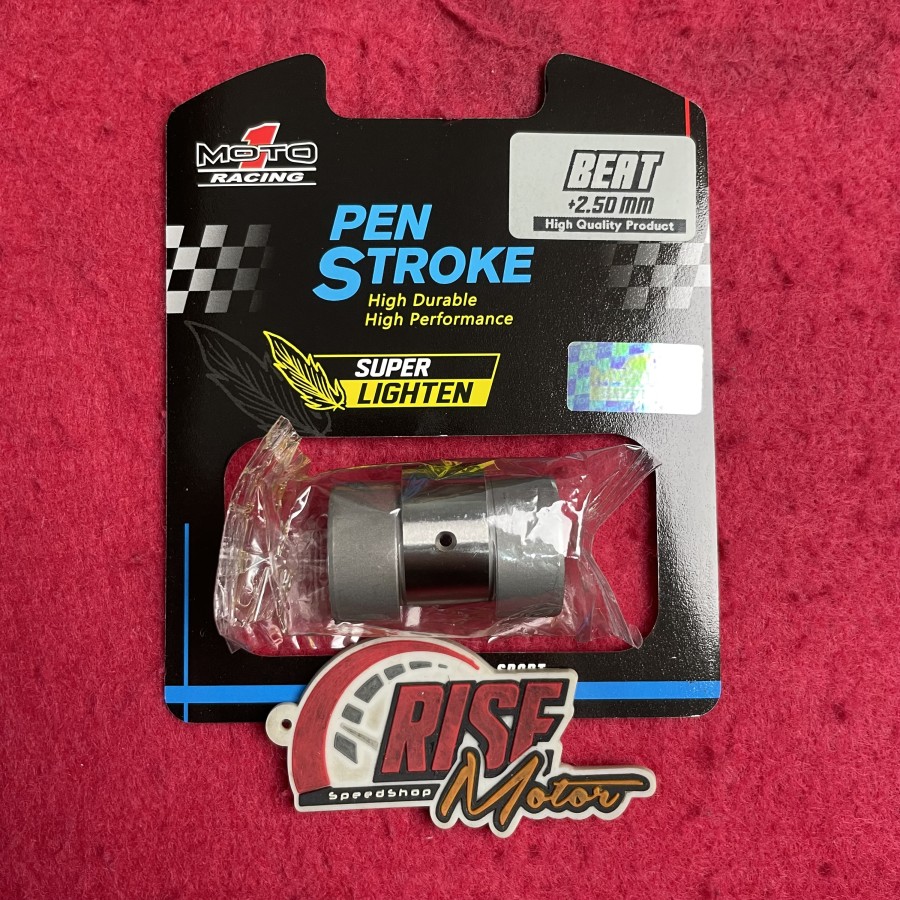 MOTO 1
RACING
BEAT
+2.50 MM
High Quality Product
PEN
STROKE
High Durable
High Performance
SUPER
LIGHTEN
SPORT
RISE
SpeedShop
Motor